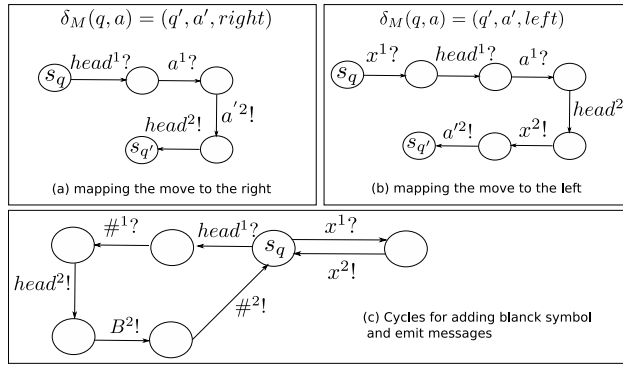 δ_M(q, a) = (q′, a′, right)
s_q head¹? a¹?
a′²!
s_q′ head²!
(a) mapping the move to the right
δ_M(q, a) = (q′, a′, left)
s_q x¹? head¹? a¹?
head²
s_q′ a′²! x²!
(b) mapping the move to the left
#¹? head¹? s_q x¹?
x²!
head²!
B²! #²!
(c) Cycles for adding blanck symbol
and emit messages